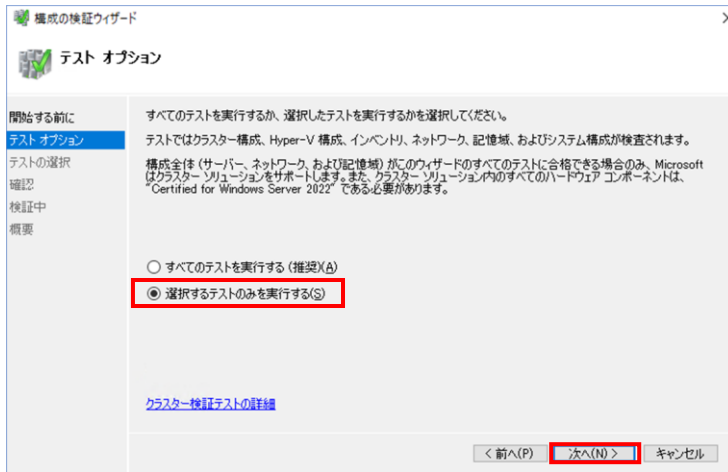 構成の検証ウィザード
テスト オプション
開始する前に
テスト オプション
テストの選択
確認
検証中
概要
すべてのテストを実行するか、選択したテストを実行するかを選択してください。
テストではクラスター構成、Hyper-V 構成、インベントリ、ネットワーク、記憶域、およびシステム構成が検査されます。
構成全体 (サーバー、ネットワーク、および記憶域) がこのウィザードのすべてのテストに合格できる場合のみ、Microsoft
はクラスター ソリューションをサポートします。また、クラスター ソリューション内のすべてのハードウェア コンポーネントは、
"Certified for Windows Server 2022" である必要があります。
すべてのテストを実行する (推奨)(A)
選択するテストのみを実行する(S)
クラスター検証テストの詳細
< 前へ(P)
次へ(N) >
キャンセル